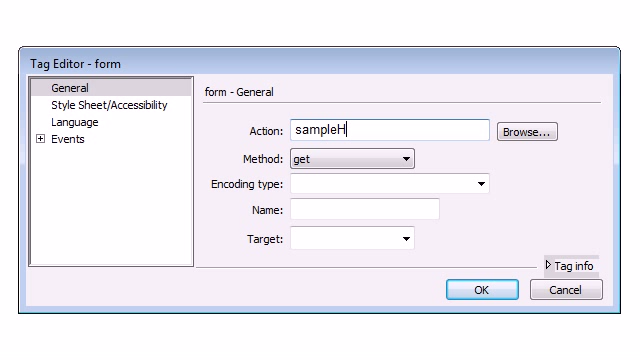 Tag Editor - form
General
Style Sheet/Accessibility
Language
Events
form - General
Action: sampleH Browse...
Method: get
Encoding type:
Name:
Target:
Tag info
OK Cancel